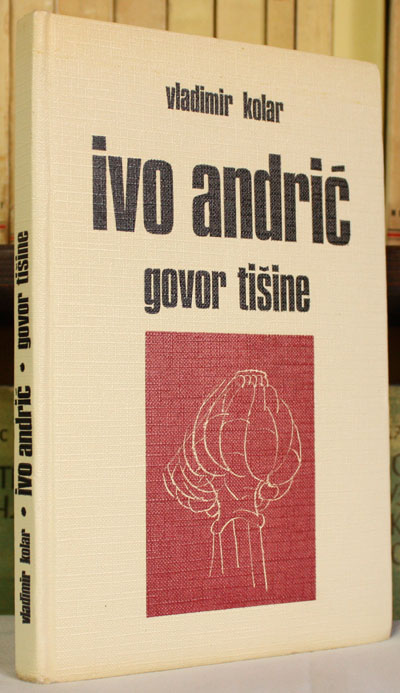 vladimir kolar
ivo andrić
govor tišine
vladimir kolar • ivo andrić • govor tišine